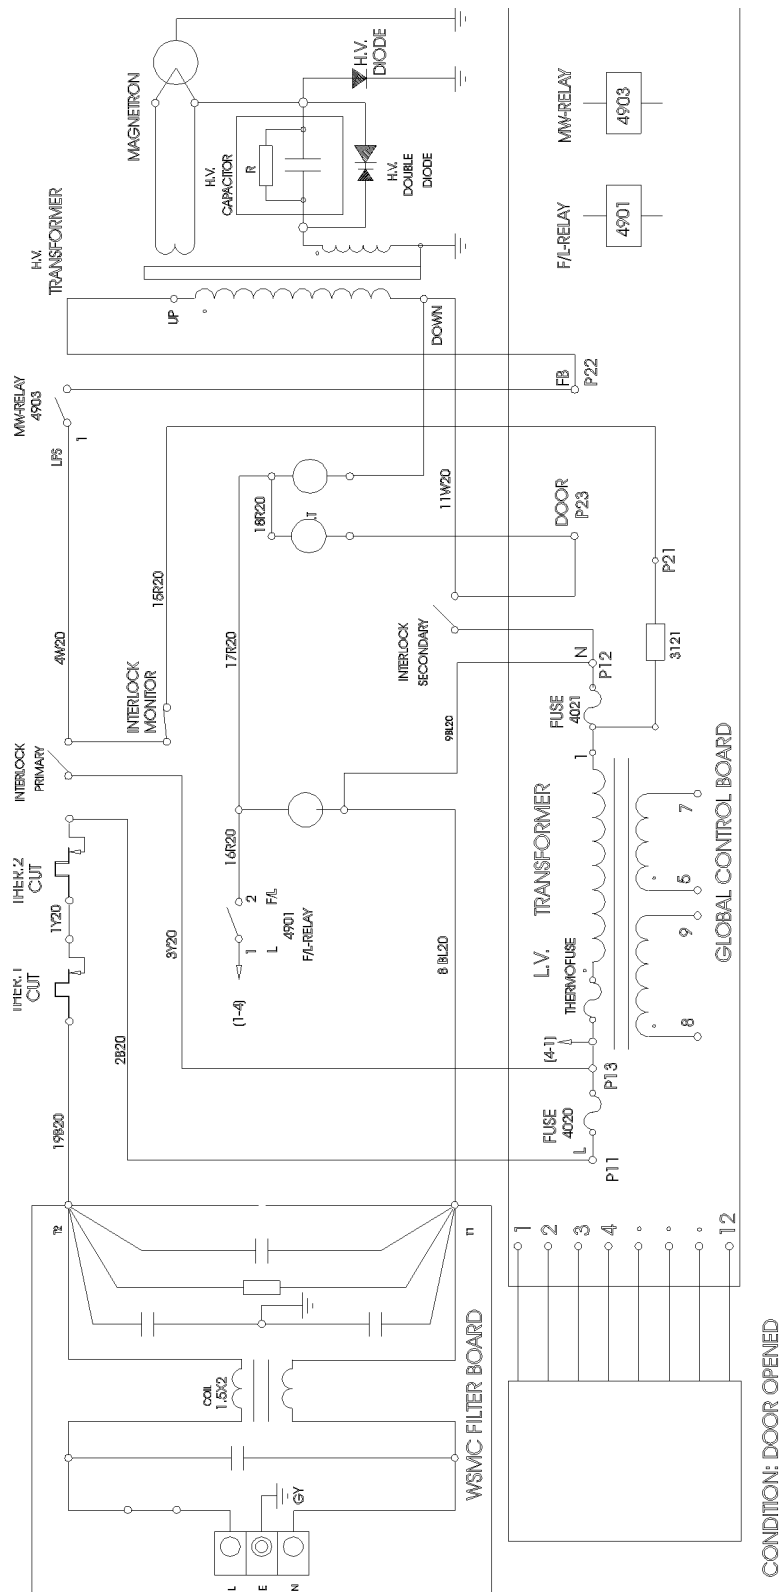 H.V.
TRANSFORMER
MAGNETRON
H.V.
CAPACITOR
R
H.V.
DIODE
H.V.
DOUBLE
DIODE
UP
DOWN
MW-RELAY
4903
F/L-RELAY
4901
MW-RELAY
4903
LFS
1
FB
P22
4W20
15R20
INTERLOCK
MONITOR
17R20
18R20
11W20
DOOR
P23
P21
3121
INTERLOCK
SECONDARY
N
P12
9BL20
FUSE
4021
1
INTERLOCK
PRIMARY
THER.2
CUT
1Y20
THER.1
CUT
3Y20
2B20
19B20
16R20
2
F/L
4901
F/L-RELAY
1
L
(1-4)
8 BL20
L.V. TRANSFORMER
THERMOFUSE
(4-1)
P13
FUSE
4020
L
P11
7
5
9
8
GLOBAL CONTROL BOARD
T2
T1
COIL
1.5X2
WSMC FILTER BOARD
GY
L
E
N
1
2
3
4
12
CONDITION: DOOR OPENED